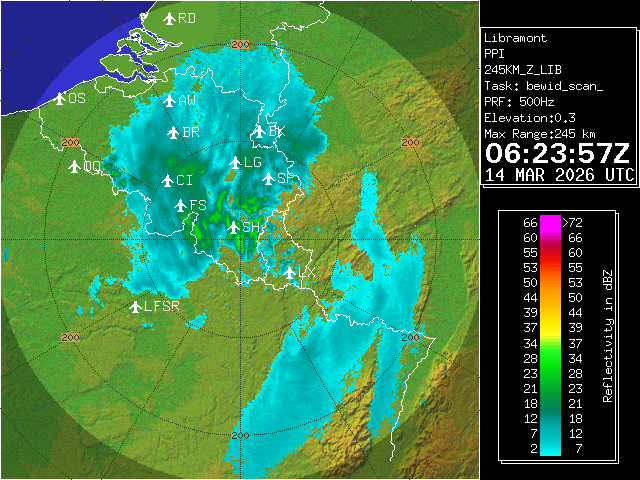 RD
200
OS
AW
BR
BK
200
200
LG
OO
CI
SP
FS
SH
LX
LFSR
200
200
200
Libramont
PPI
245KM_Z_LIB
Task: bewid_scan_
PRF: 500Hz
Elevation:0.3
Max Range:245 km
06:23:57Z
14 MAR 2026 UTC
66 >72
60 66
55 60
53 55
50 53
44 50
39 44
37 39
34 37
28 34
23 28
21 23
18 21
12 18
7 12
2 7
Reflectivity in dBZ